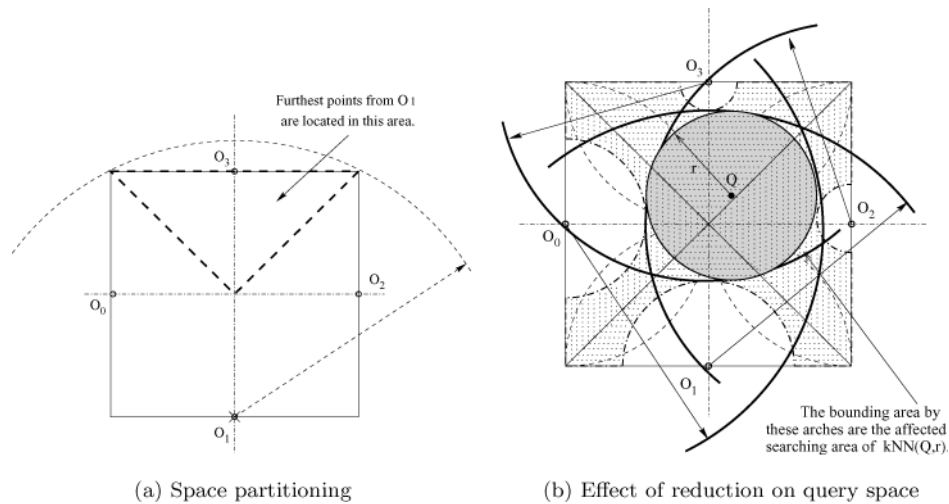 Furthest points from O1
are located in this area.
O3
O0
O2
O1
(a) Space partitioning
O3
r
Q
O0
O2
O1
The bounding area by
these arches are the affected
searching area of kNN(Q,r).
(b) Effect of reduction on query space